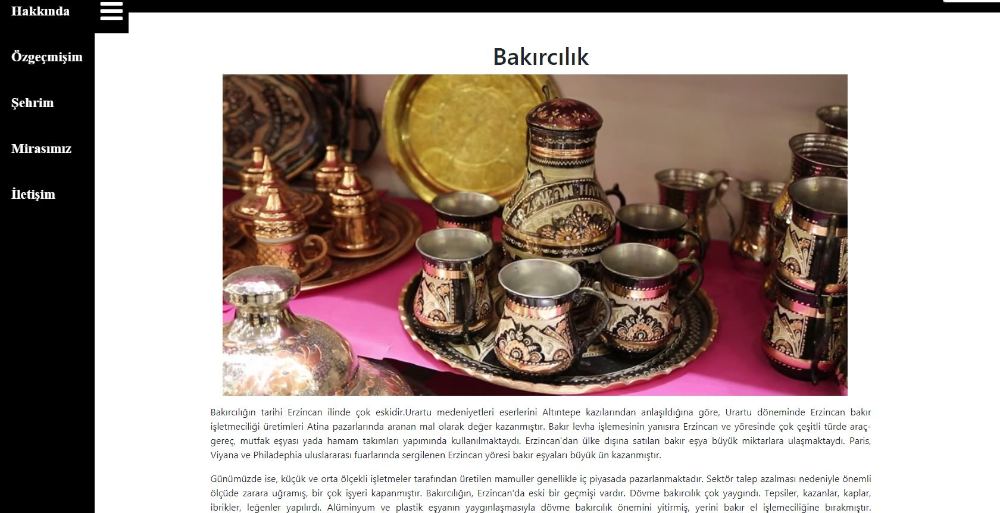 Hakkında
Özgeçmişim
Şehrim
Mirasımız
İletişim
Bakırcılık
Bakırcılığın tarihi Erzincan ilinde çok eskidir.Urartu medeniyetleri eserlerini Altıntepe kazılarından anlaşıldığına göre, Urartu döneminde Erzincan bakır
işletmeciliği üretimleri Atina pazarlarında aranan mal olarak değer kazanmıştır. Bakır levha işlemesinin yanısıra Erzincan ve yöresinde çok çeşitli türde araç-
gereç, mutfak eşyası yada hamam takımları yapımında kullanılmaktaydı. Erzincan'dan ülke dışına satılan bakır eşya büyük miktarlara ulaşmaktaydı. Paris,
Viyana ve Philadephia uluslararası fuarlarında sergilenen Erzincan yöresi bakır eşyaları büyük ün kazanmıştır.
Günümüzde ise, küçük ve orta ölçekli işletmeler tarafından üretilen mamuller genellikle iç piyasada pazarlanmaktadır. Sektör talep azalması nedeniyle önemli
ölçüde zarara uğramış, bir çok işyeri kapanmıştır. Bakırcılığın, Erzincan'da eski bir geçmişi vardır. Dövme bakırcılık çok yaygındı. Tepsiler, kazanlar, kaplar,
ibrikler, leğenler yapılırdı. Alüminyum ve plastik eşyanın yaygınlaşmasıyla dövme bakırcılık önemini yitirmiş, yerini bakır el işlemeciliğine bırakmıştır.